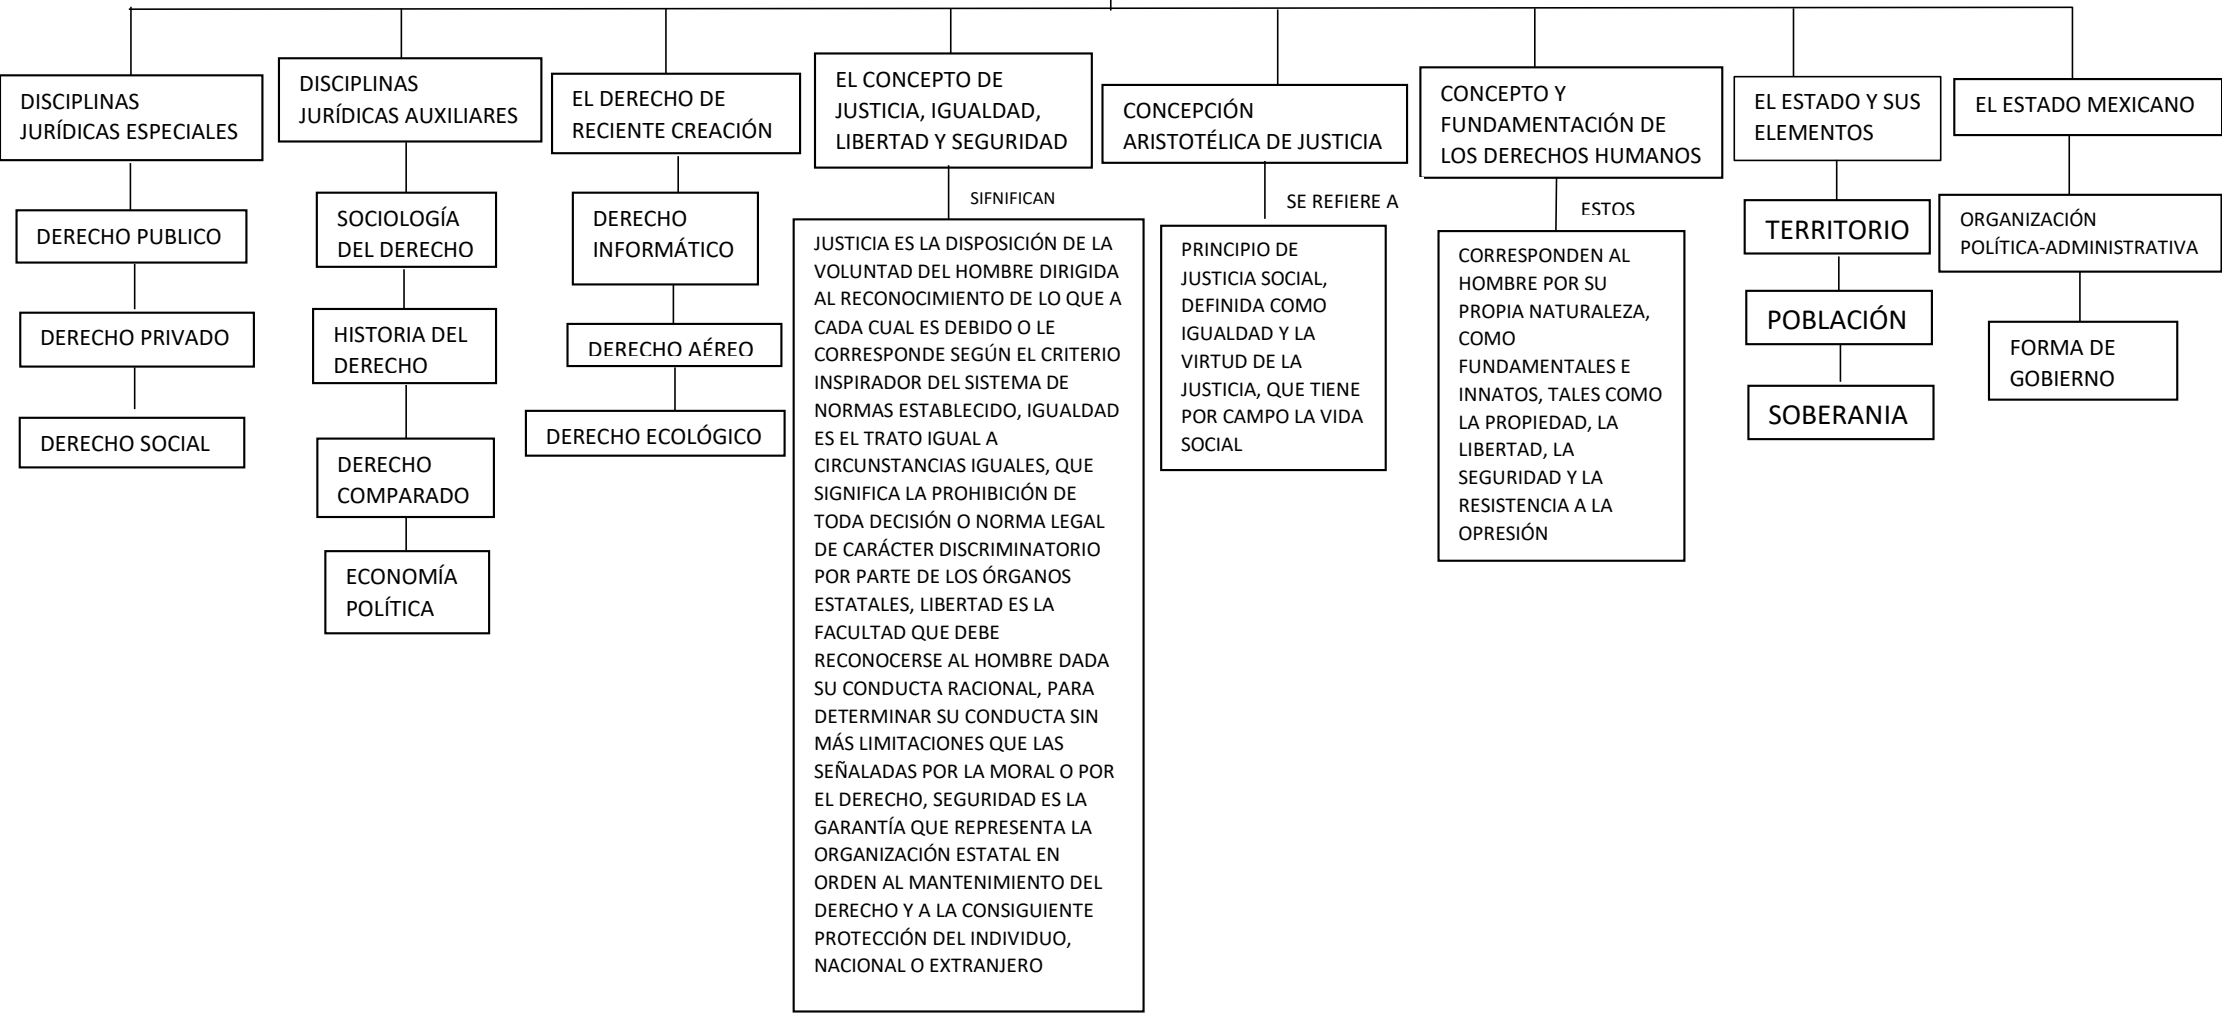 DISCIPLINAS
JURÍDICAS ESPECIALES
DERECHO PUBLICO
DERECHO PRIVADO
DERECHO SOCIAL
DISCIPLINAS
JURÍDICAS AUXILIARES
SOCIOLOGÍA
DEL DERECHO
HISTORIA DEL
DERECHO
DERECHO
COMPARADO
ECONOMÍA
POLÍTICA
EL DERECHO DE
RECIENTE CREACIÓN
DERECHO
INFORMÁTICO
DERECHO AÉREO
DERECHO ECOLÓGICO
EL CONCEPTO DE
JUSTICIA, IGUALDAD,
LIBERTAD Y SEGURIDAD
SIFNIFICAN
JUSTICIA ES LA DISPOSICIÓN DE LA
VOLUNTAD DEL HOMBRE DIRIGIDA
AL RECONOCIMIENTO DE LO QUE A
CADA CUAL ES DEBIDO O LE
CORRESPONDE SEGÚN EL CRITERIO
INSPIRADOR DEL SISTEMA DE
NORMAS ESTABLECIDO, IGUALDAD
ES EL TRATO IGUAL A
CIRCUNSTANCIAS IGUALES, QUE
SIGNIFICA LA PROHIBICIÓN DE
TODA DECISIÓN O NORMA LEGAL
DE CARÁCTER DISCRIMINATORIO
POR PARTE DE LOS ÓRGANOS
ESTATALES, LIBERTAD ES LA
FACULTAD QUE DEBE
RECONOCERSE AL HOMBRE DADA
SU CONDUCTA RACIONAL, PARA
DETERMINAR SU CONDUCTA SIN
MÁS LIMITACIONES QUE LAS
SEÑALADAS POR LA MORAL O POR
EL DERECHO, SEGURIDAD ES LA
GARANTÍA QUE REPRESENTA LA
ORGANIZACIÓN ESTATAL EN
ORDEN AL MANTENIMIENTO DEL
DERECHO Y A LA CONSIGUIENTE
PROTECCIÓN DEL INDIVIDUO,
NACIONAL O EXTRANJERO
CONCEPCIÓN
ARISTOTÉLICA DE JUSTICIA
SE REFIERE A
PRINCIPIO DE
JUSTICIA SOCIAL,
DEFINIDA COMO
IGUALDAD Y LA
VIRTUD DE LA
JUSTICIA, QUE TIENE
POR CAMPO LA VIDA
SOCIAL
CONCEPTO Y
FUNDAMENTACIÓN DE
LOS DERECHOS HUMANOS
ESTOS
CORRESPONDEN AL
HOMBRE POR SU
PROPIA NATURALEZA,
COMO
FUNDAMENTALES E
INNATOS, TALES COMO
LA PROPIEDAD, LA
LIBERTAD, LA
SEGURIDAD Y LA
RESISTENCIA A LA
OPRESIÓN
EL ESTADO Y SUS
ELEMENTOS
TERRITORIO
POBLACIÓN
SOBERANIA
EL ESTADO MEXICANO
ORGANIZACIÓN
POLÍTICA-ADMINISTRATIVA
FORMA DE
GOBIERNO